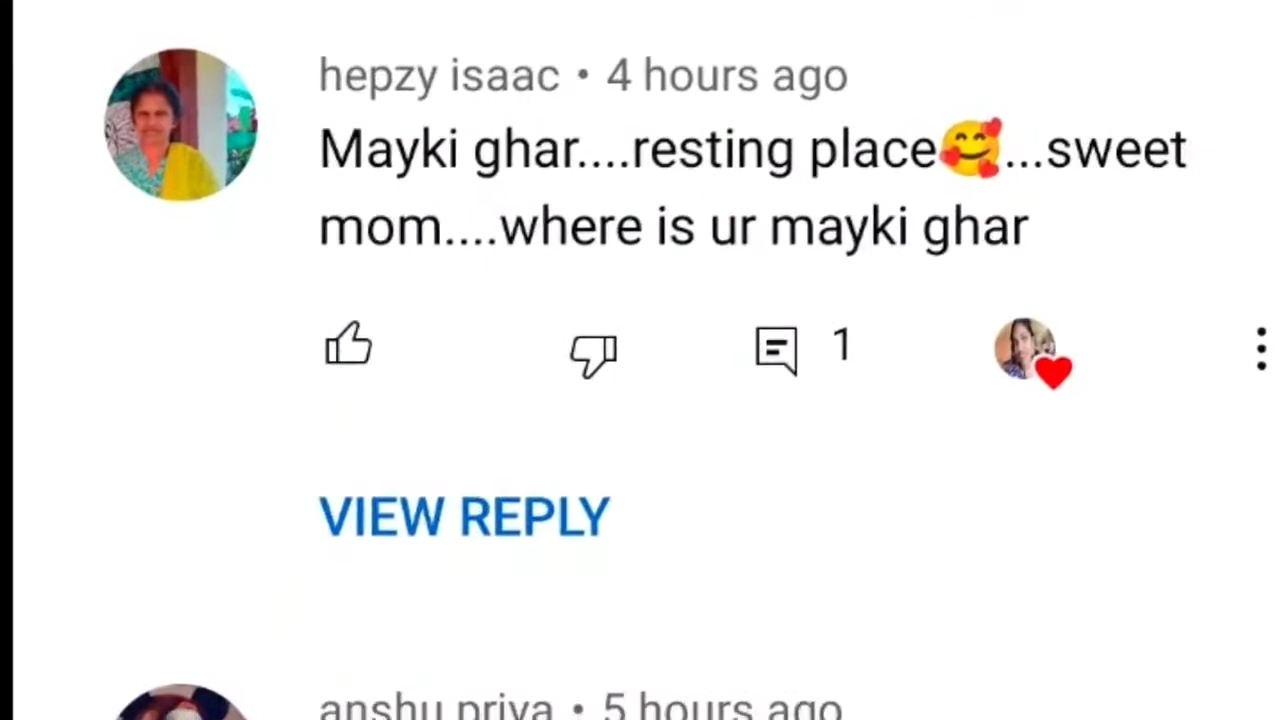 hepzy isaac • 4 hours ago
Mayki ghar....resting place🥰...sweet
mom....where is ur mayki ghar
1
VIEW REPLY
anshu priya • 5 hours ago